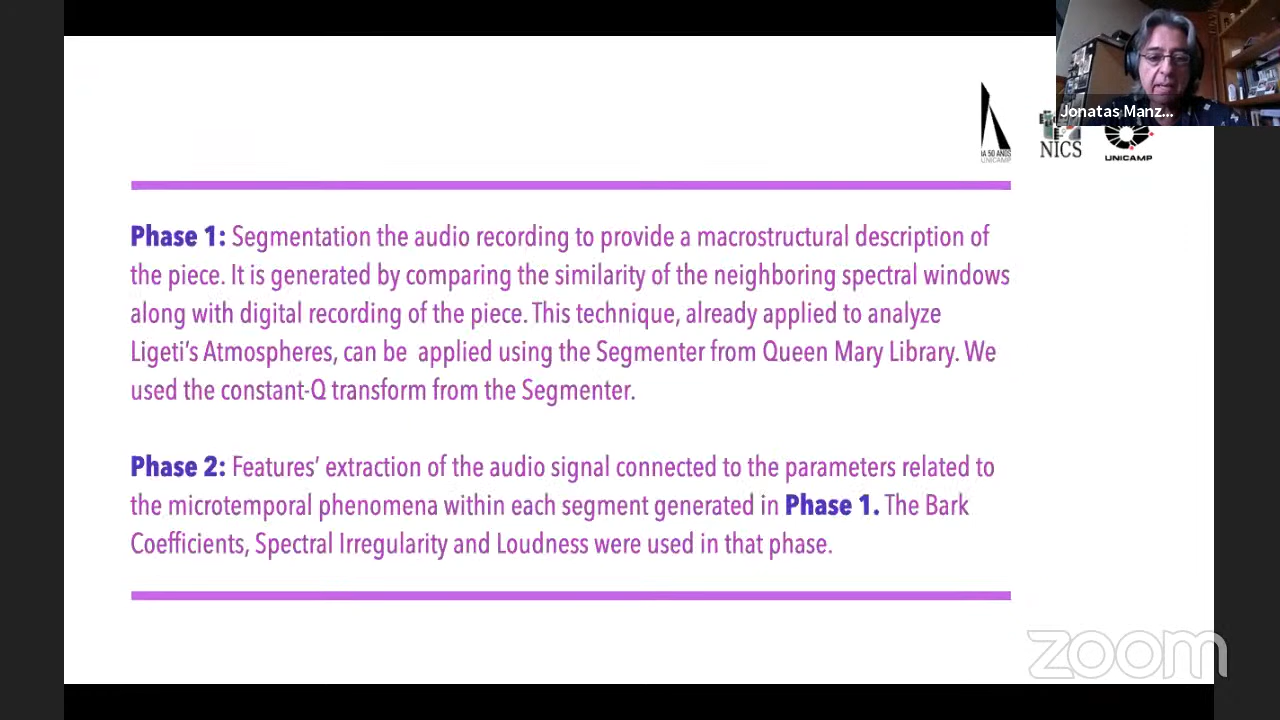 Jonatas Manz...
IA 50 ANOS
UNICAMP
NICS
UNICAMP
Phase 1: Segmentation the audio recording to provide a macrostructural description of
the piece. It is generated by comparing the similarity of the neighboring spectral windows
along with digital recording of the piece. This technique, already applied to analyze
Ligeti's Atmospheres, can be  applied using the Segmenter from Queen Mary Library. We
used the constant-Q transform from the Segmenter.
Phase 2: Features' extraction of the audio signal connected to the parameters related to
the microtemporal phenomena within each segment generated in Phase 1. The Bark
Coefficients, Spectral Irregularity and Loudness were used in that phase.
zoom